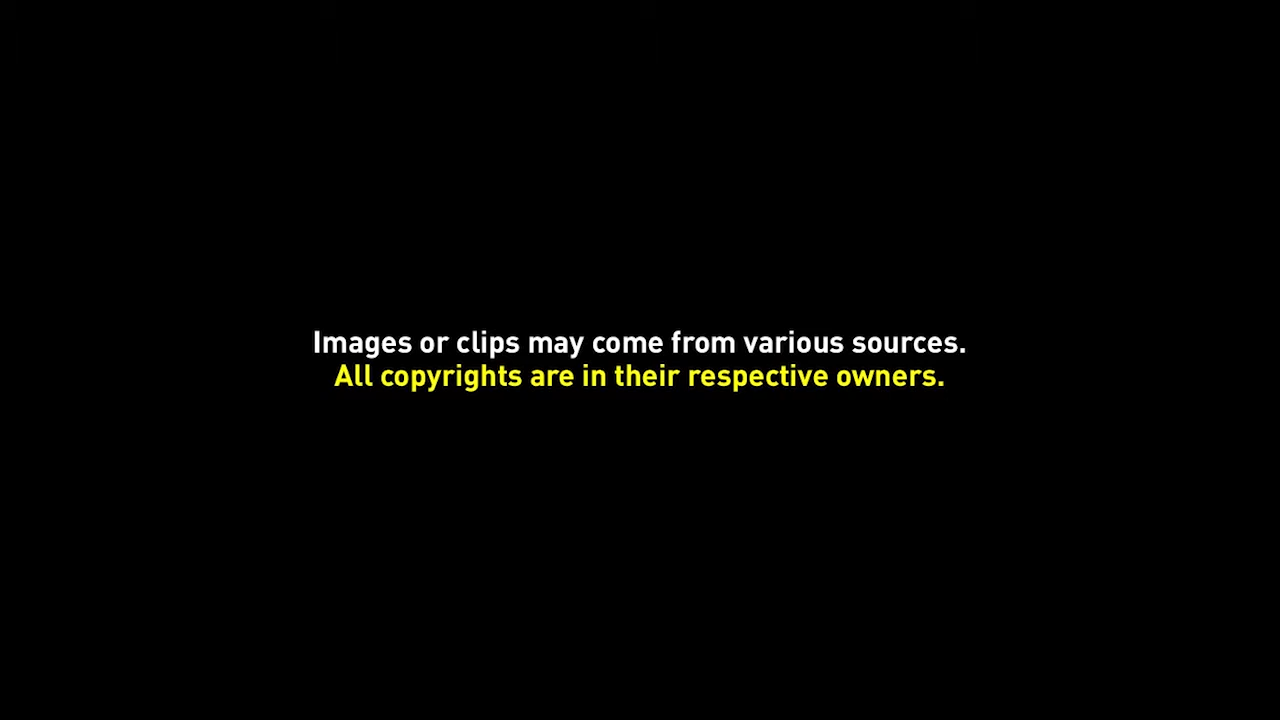 Images or clips may come from various sources.
All copyrights are in their respective owners.